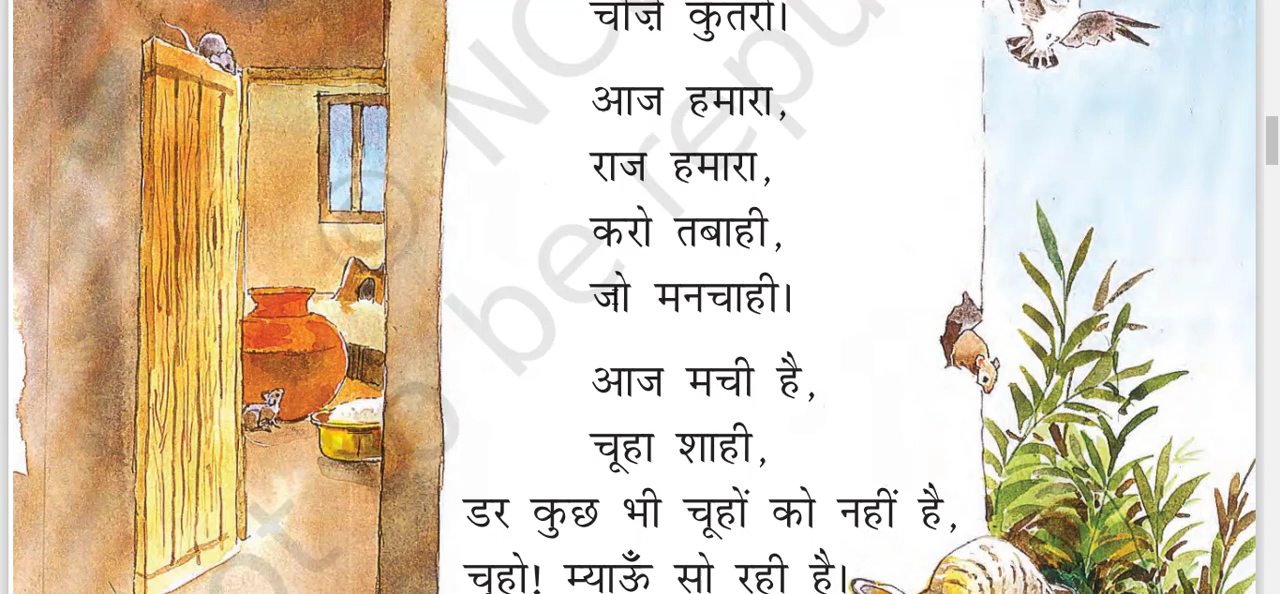 चीज़ें कुतरो।
आज हमारा,
राज हमारा,
करो तबाही,
जो मनचाही।
आज मची है,
चूहा शाही,
डर कुछ भी चूहों को नहीं है,
चूहो! म्याऊँ सो रही है।